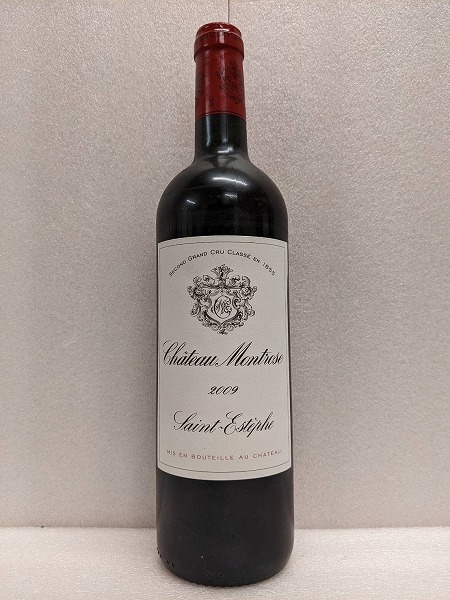 SECOND GRAND CRU CLASSÉ EN 1855
Château Montrose
2009
Saint-Estèphe
MIS EN BOUTEILLE AU CHATEAU